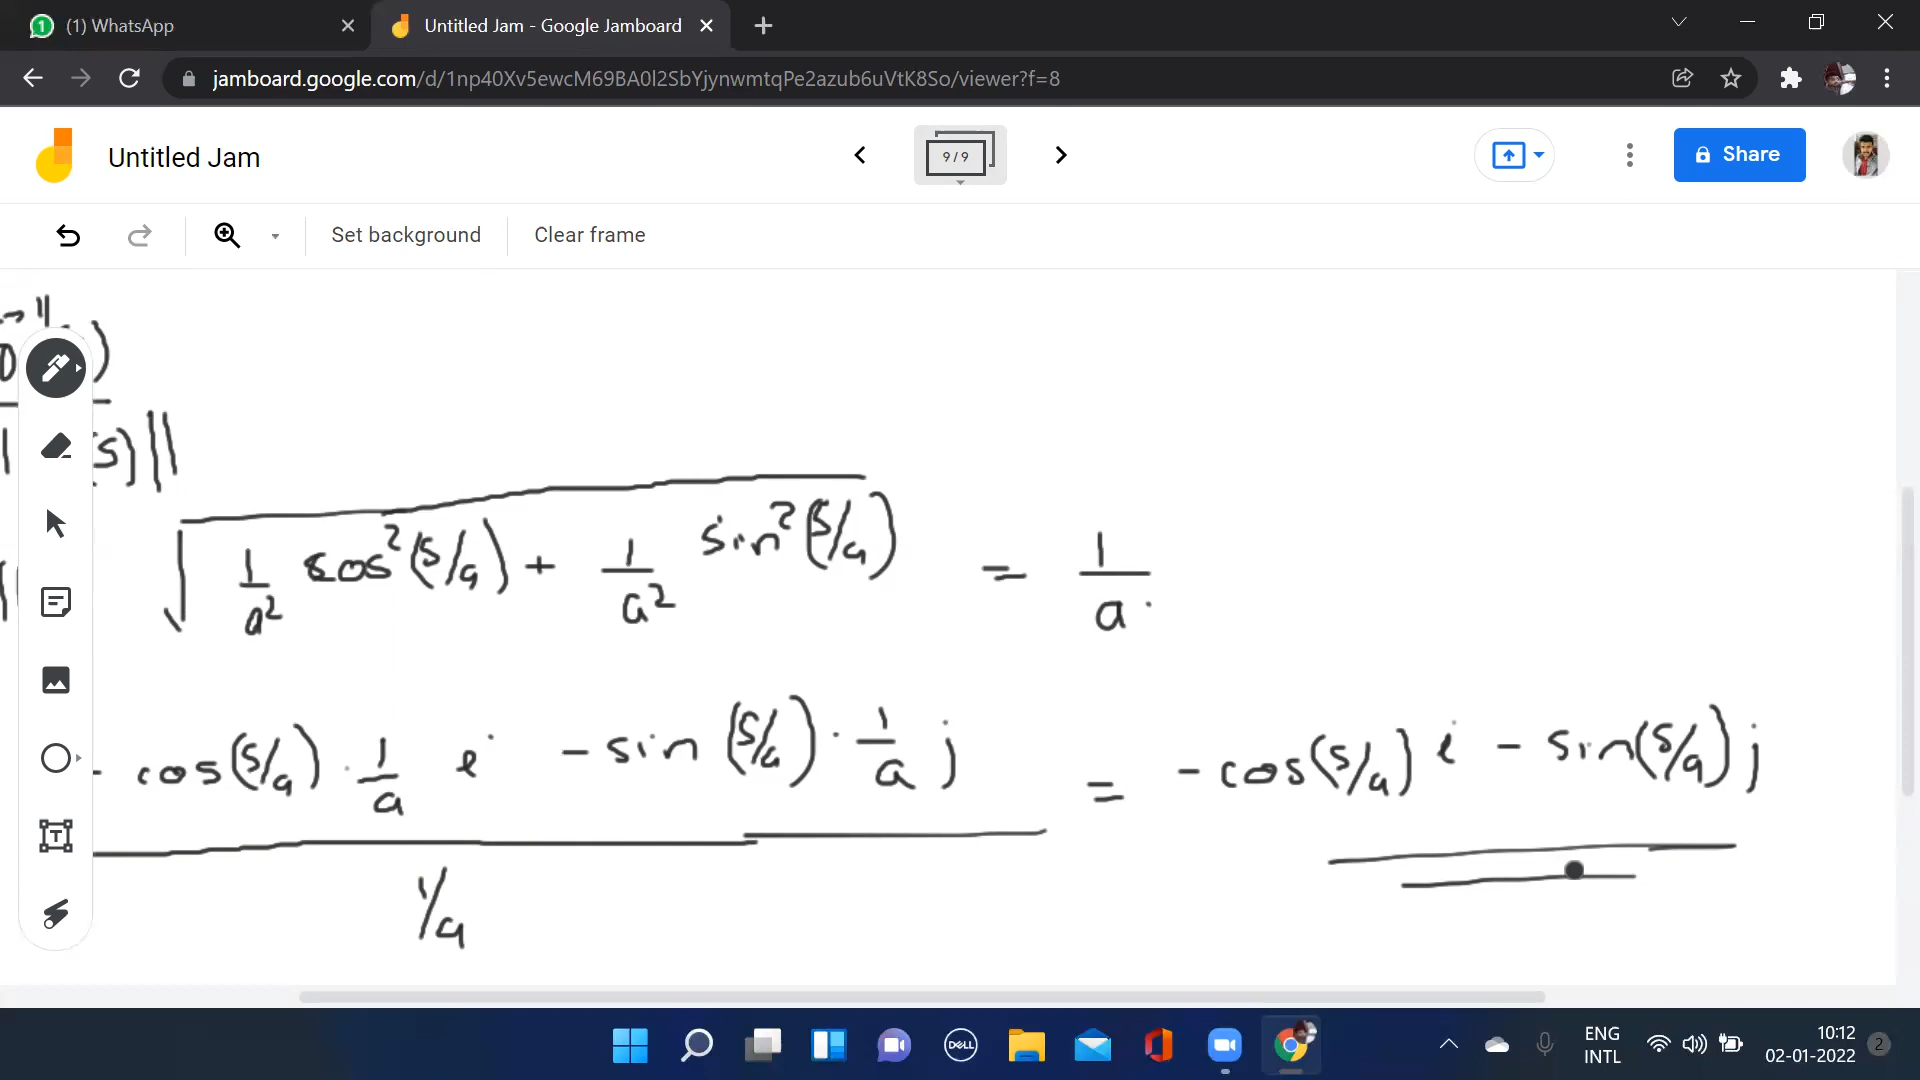 (1) WhatsApp
Untitled Jam - Google Jamboard
jamboard.google.com/d/1np40Xv5ewcM69BA0l2SbYjynwmtqPe2azub6uVtK8So/viewer?f=8
Untitled Jam
9 / 9
Share
Set background
Clear frame
(s)||
√(1/a² cos²(s/a) + 1/a² sin²(s/a)) = 1/a
- cos(s/a) · 1/a i - sin(s/a) · 1/a j = - cos(s/a) i - sin(s/a) j
1/a
DELL
ENG
INTL
10:12
02-01-2022
2